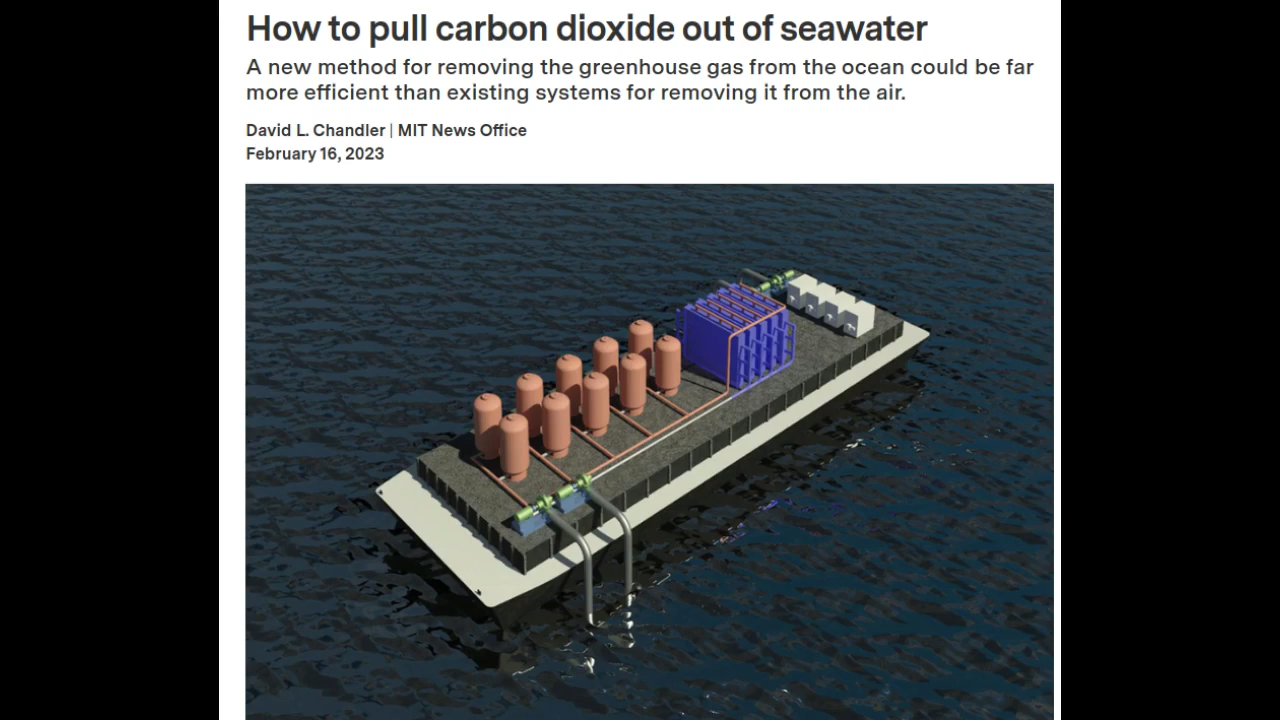 How to pull carbon dioxide out of seawater
A new method for removing the greenhouse gas from the ocean could be far
more efficient than existing systems for removing it from the air.
David L. Chandler | MIT News Office
February 16, 2023